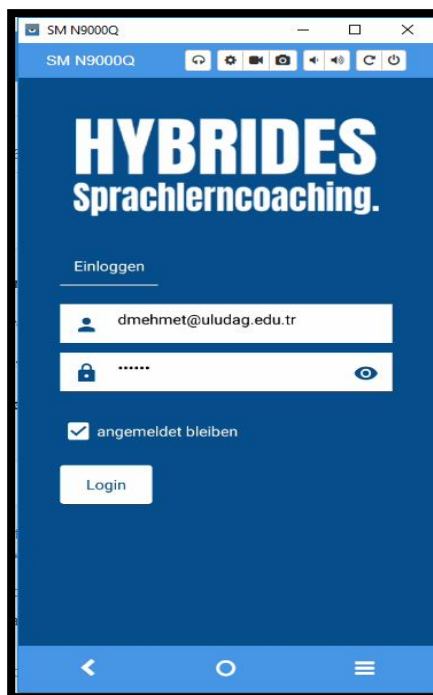 SM N9000Q
SM N9000Q
HYBRIDES
Sprachlerncoaching.
Einloggen
dmehmet@uludag.edu.tr
••••••
angemeldet bleiben
Login